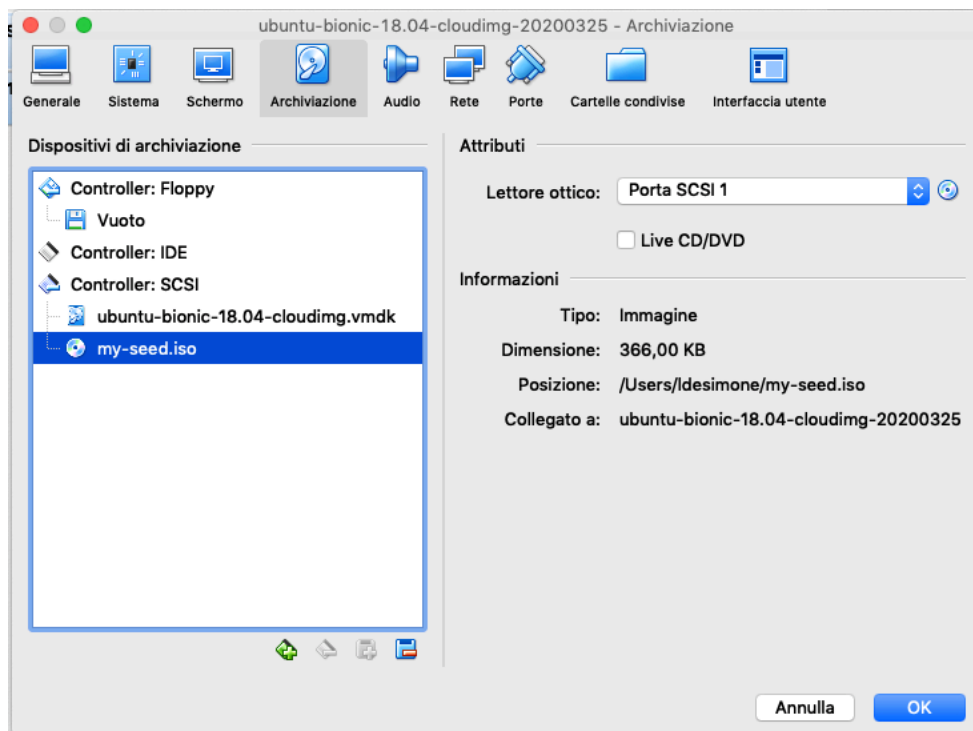 ubuntu-bionic-18.04-cloudimg-20200325 - Archiviazione
Generale Sistema Schermo Archiviazione Audio Rete Porte Cartelle condivise Interfaccia utente
Dispositivi di archiviazione
Controller: Floppy
Vuoto
Controller: IDE
Controller: SCSI
ubuntu-bionic-18.04-cloudimg.vmdk
my-seed.iso
Attributi
Lettore ottico: Porta SCSI 1
Live CD/DVD
Informazioni
Tipo: Immagine
Dimensione: 366,00 KB
Posizione: /Users/ldesimone/my-seed.iso
Collegato a: ubuntu-bionic-18.04-cloudimg-20200325
Annulla OK